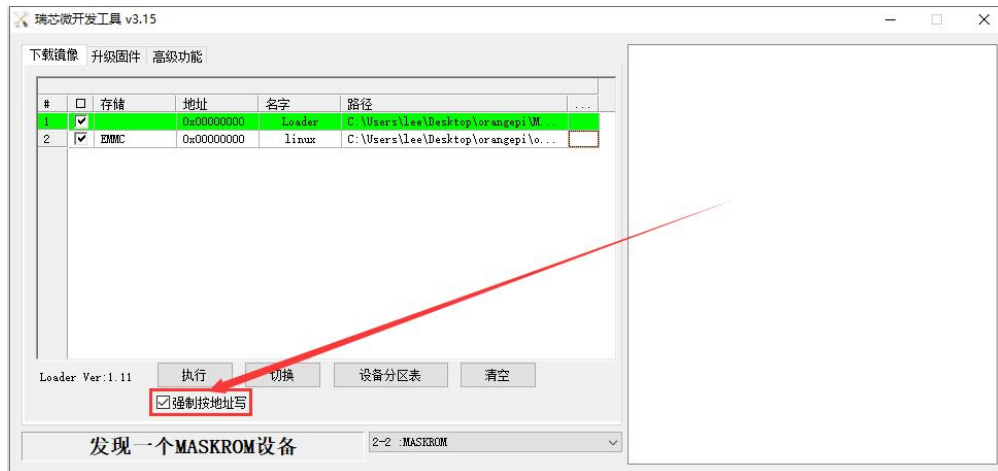 瑞芯微开发工具 v3.15
下载镜像 升级固件 高级功能
# 存储 地址 名字 路径 ...
1 0x00000000 Loader C:\Users\lee\Desktop\orangepi\M...
2 EMMC 0x00000000 linux C:\Users\lee\Desktop\orangepi\o...
Loader Ver:1.11 执行 切换 设备分区表 清空
强制按地址写
发现一个MASKROM设备 2-2 :MASKROM